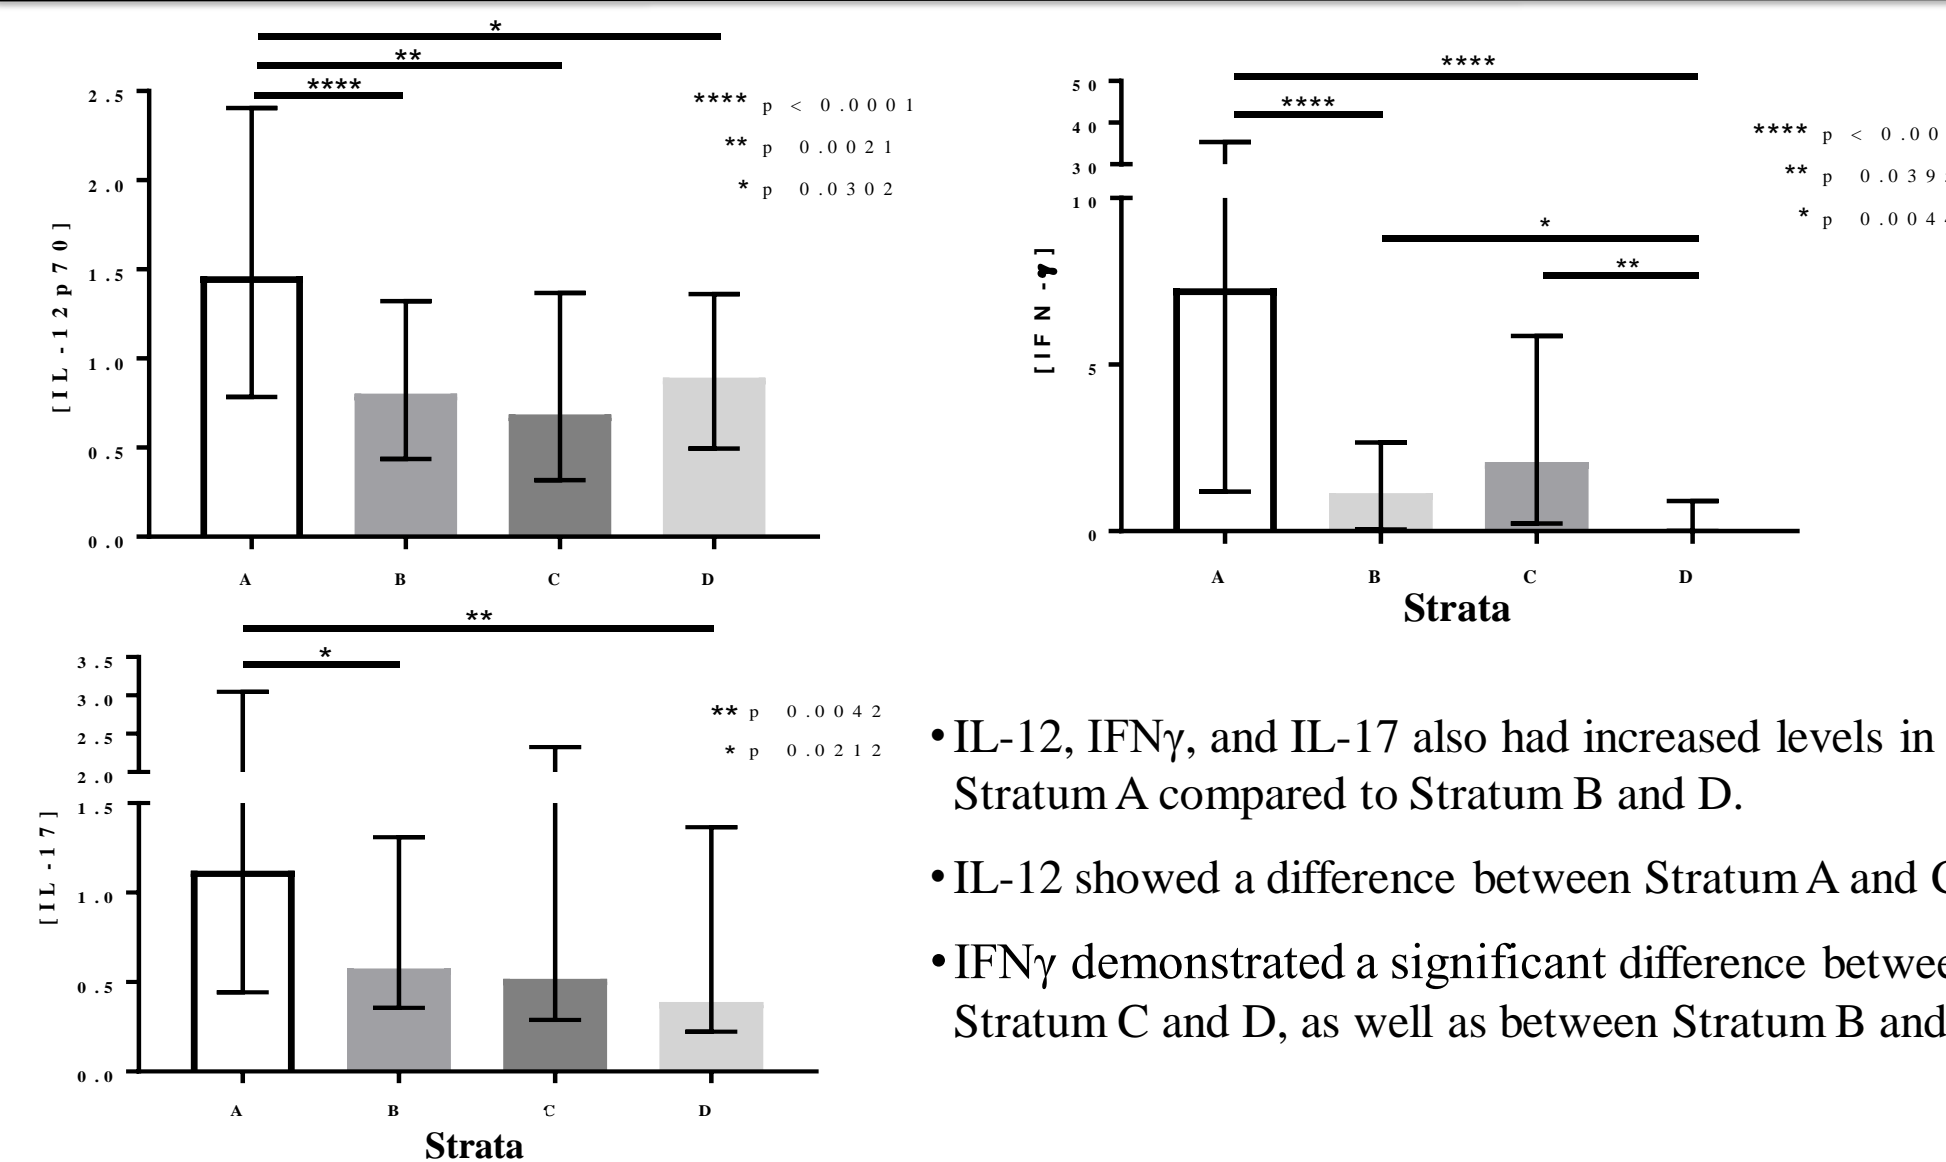 *
**
****
2.5
2.0
1.5
1.0
0.5
0.0
[IL-12p70]
**** p < 0.0001
** p 0.0021
* p 0.0302
A B C D
****
****
50
40
30
10
5
0
[IFN-γ]
*
**
**** p < 0.00
** p 0.039
* p 0.004
A B C D
Strata
**
*
3.5
3.0
2.5
2.0
1.5
1.0
0.5
0.0
[IL-17]
** p 0.0042
* p 0.0212
A B C D
Strata
•IL-12, IFNγ, and IL-17 also had increased levels in
Stratum A compared to Stratum B and D.
•IL-12 showed a difference between Stratum A and
•IFNγ demonstrated a significant difference betwee
Stratum C and D, as well as between Stratum B and